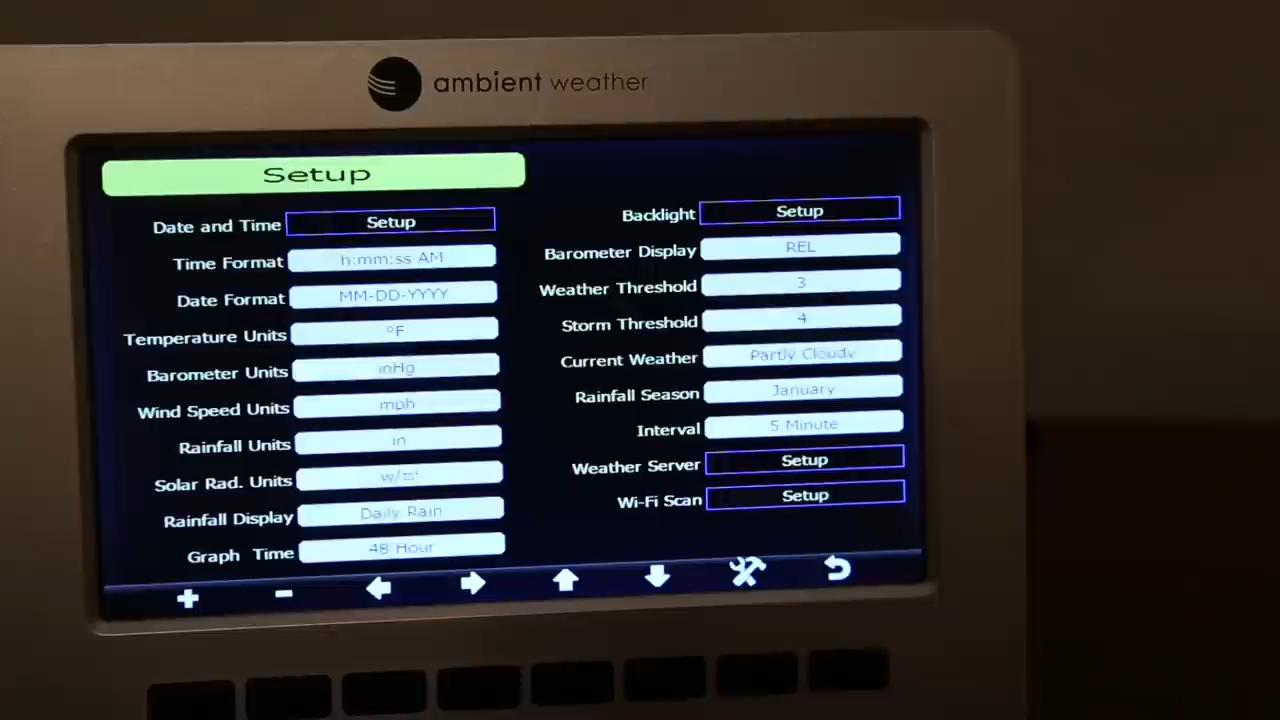 ambient weather
Setup
Date and Time Setup
Time Format h:mm:ss AM
Date Format MM-DD-YYYY
Temperature Units °F
Barometer Units inHg
Wind Speed Units mph
Rainfall Units in
Solar Rad. Units w/m²
Rainfall Display Daily Rain
Graph Time 48 Hour
Backlight Setup
Barometer Display REL
Weather Threshold 3
Storm Threshold 4
Current Weather Partly Cloudy
Rainfall Season January
Interval 5 Minute
Weather Server Setup
Wi-Fi Scan Setup